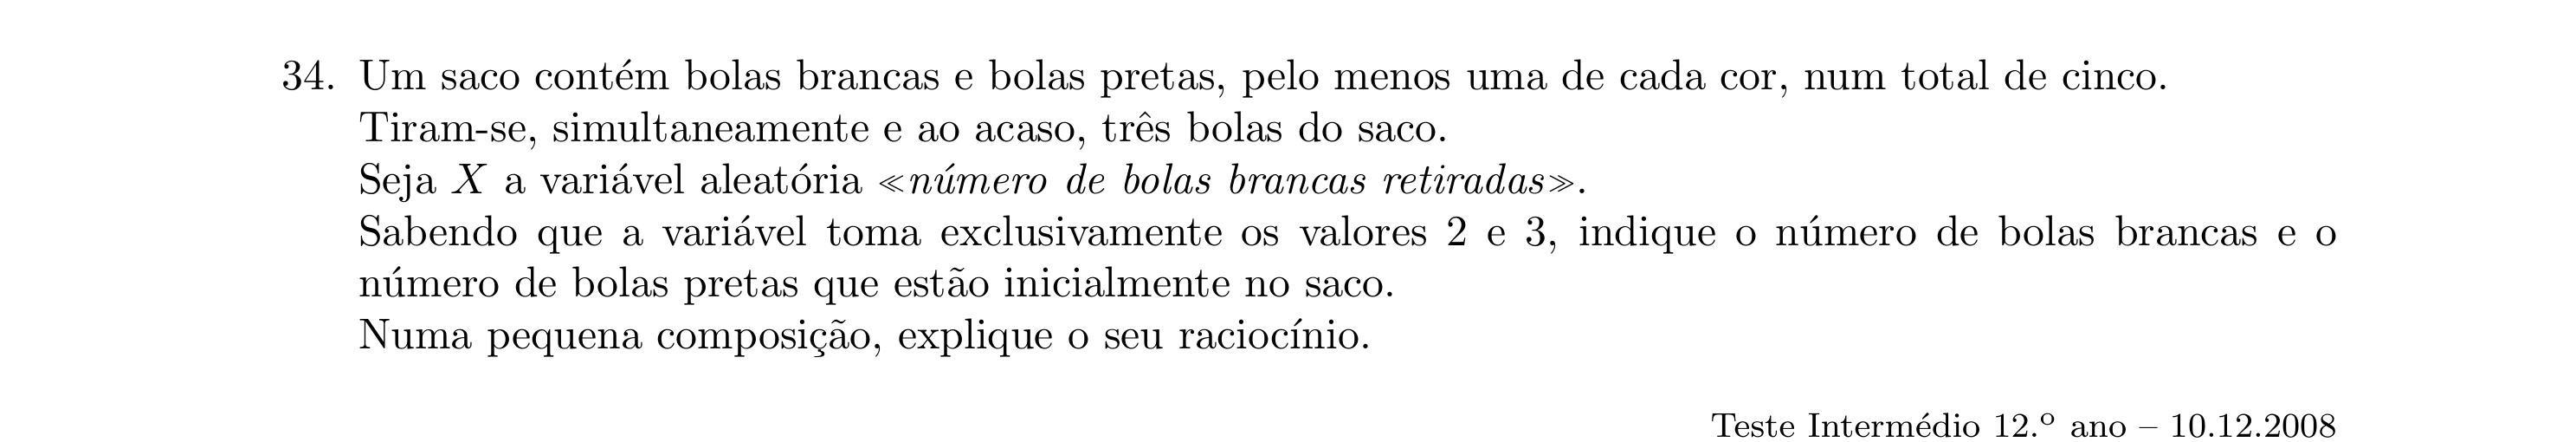 34. Um saco contém bolas brancas e bolas pretas, pelo menos uma de cada cor, num total de cinco.
Tiram-se, simultaneamente e ao acaso, três bolas do saco.
Seja X a variável aleatória ≪número de bolas brancas retiradas≫.
Sabendo que a variável toma exclusivamente os valores 2 e 3, indique o número de bolas brancas e o
número de bolas pretas que estão inicialmente no saco.
Numa pequena composição, explique o seu raciocínio.
Teste Intermédio 12.º ano – 10.12.2008